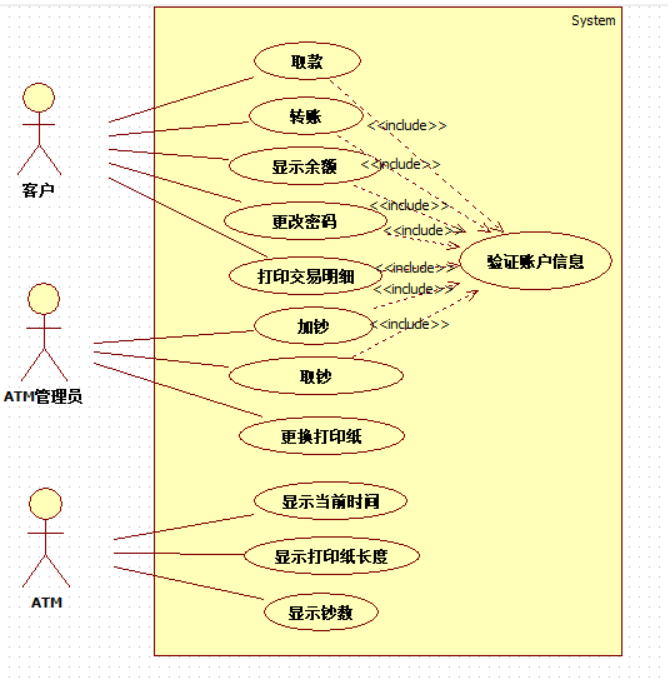 System
取款
转账
<<include>>
显示余额
<<include>>
客户
更改密码
<<include>>
<<include>>
验证账户信息
打印交易明细
<<include>>
<<include>>
加钞
<<include>>
取钞
ATM管理员
更换打印纸
显示当前时间
显示打印纸长度
ATM
显示钞数